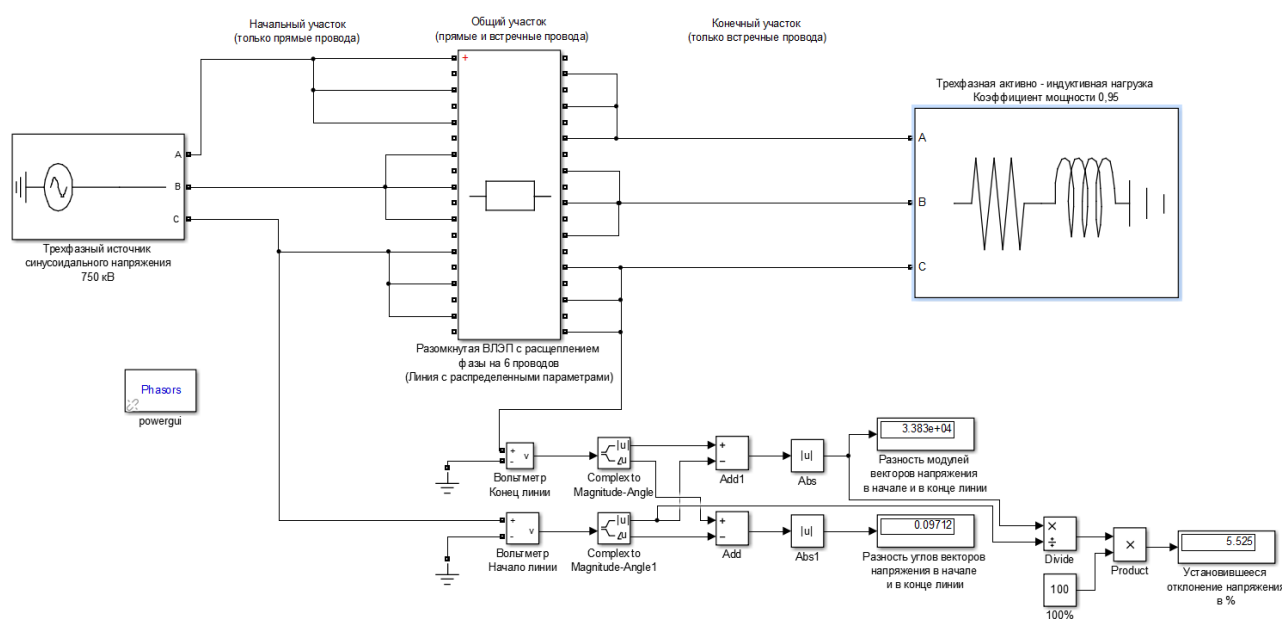 Начальный участок
(только прямые провода)
Общий участок
(прямые и встречные провода)
Конечный участок
(только встречные провода)
+
Трехфазная активно - индуктивная нагрузка
Коэффициент мощности 0,95
A
B
C
Трехфазный источник
синусоидального напряжения
750 кВ
A
B
C
Разомкнутая ВЛЭП с расщеплением
фазы на 6 проводов
(Линия с распределенными параметрами)
Phasors
powergui
+
-
v
Вольтметр
Конец линии
|u|
∠u
Complex to
Magnitude-Angle
+
−
Add1
|u|
Abs
3.383e+04
Разность модулей
векторов напряжения
в начале и в конце линии
+
-
v
Вольтметр
Начало линии
|u|
∠u
Complex to
Magnitude-Angle1
+
−
Add
|u|
Abs1
0.09712
Разность углов векторов
напряжения в начале
и в конце линии
×
÷
Divide
100
100%
×
Product
5.525
Установившееся
отклонение напряжения
в %